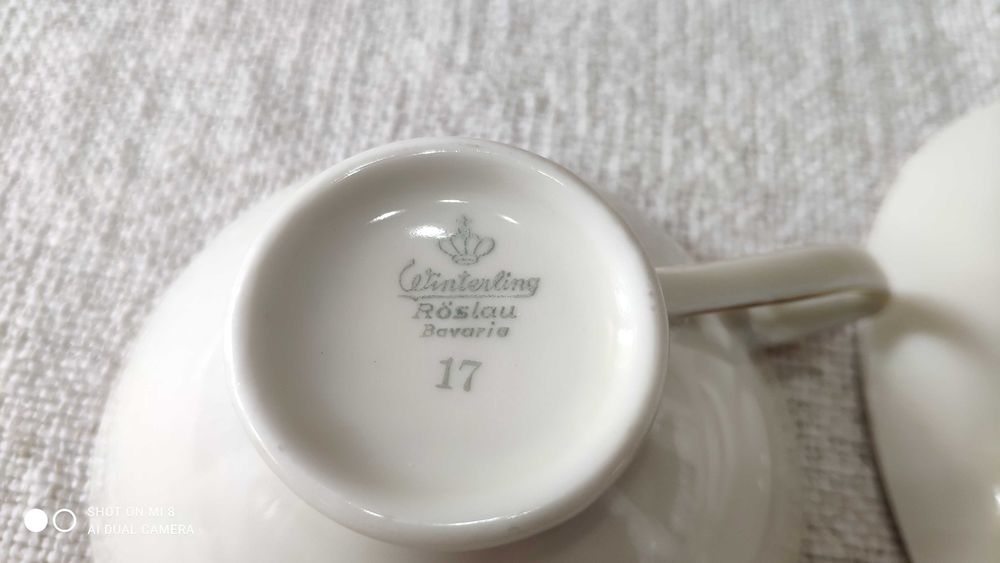 Winterling
Röslau
Bavaria
17
SHOT ON MI 8
AI DUAL CAMERA